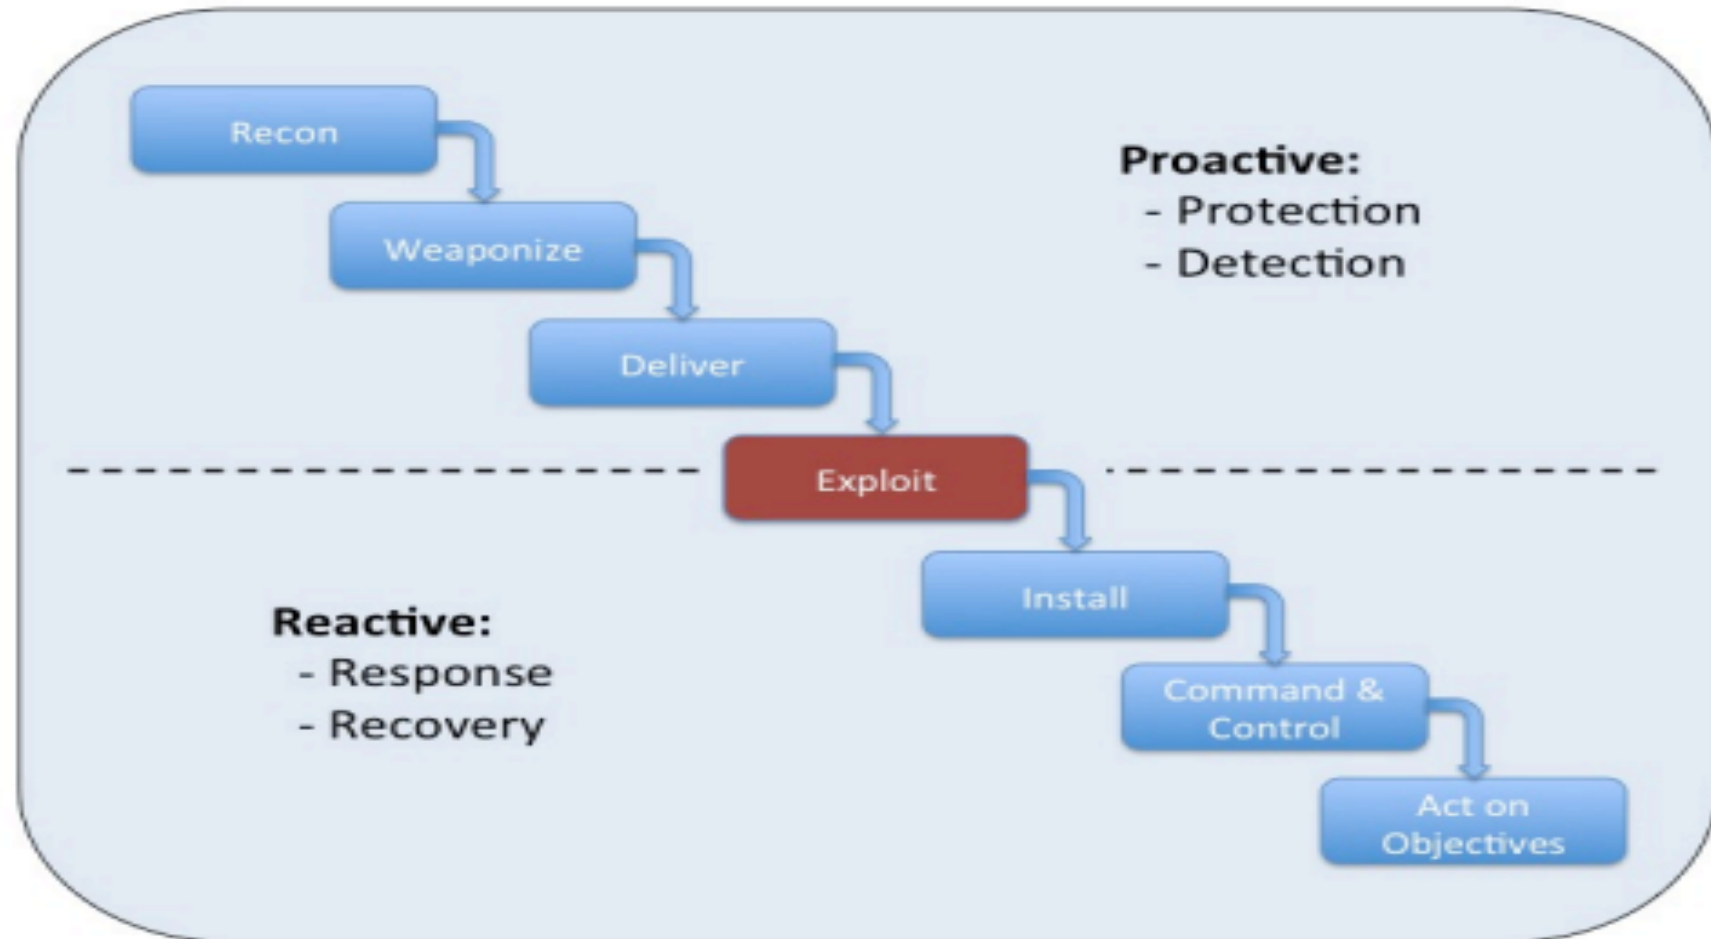 Recon
Weaponize
Deliver
Exploit
Install
Command &
Control
Act on
Objectives
Proactive:
- Protection
- Detection
Reactive:
- Response
- Recovery